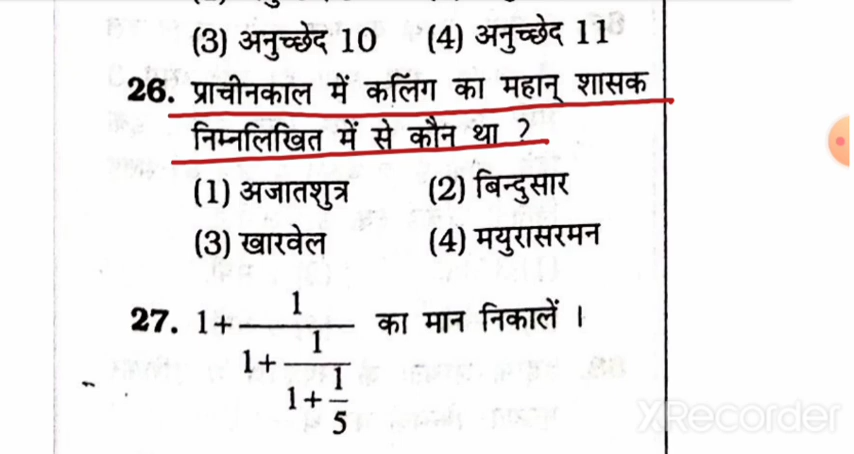 (3) अनुच्छेद 10 (4) अनुच्छेद 11
26. प्राचीनकाल में कलिंग का महान् शासक
निम्नलिखित में से कौन था ?
(1) अजातशुत्र (2) बिन्दुसार
(3) खारवेल (4) मयुरासरमन
27. 1+ 1 का मान निकालें ।
1+ 1
1+ 1
5
XRecorder